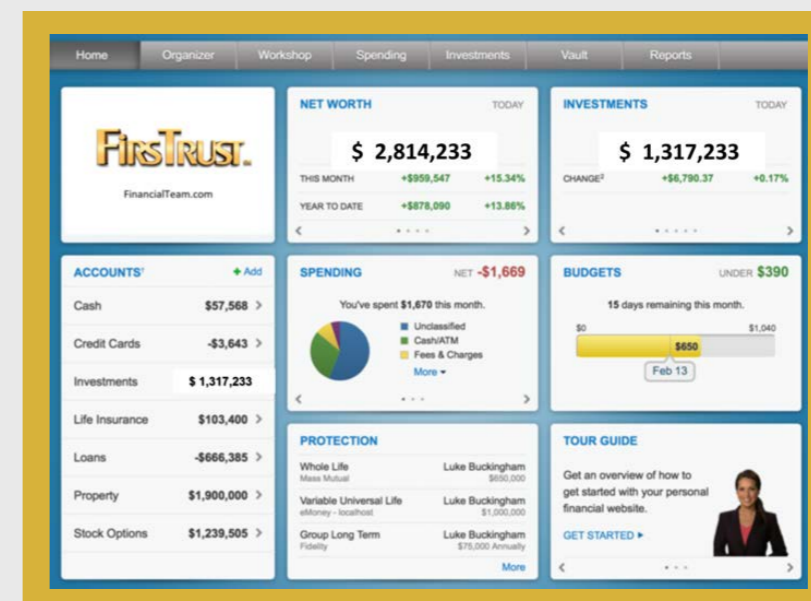 Home Organizer Workshop Spending Investments Vault Reports
FIRSTRUST.
FinancialTeam.com
NET WORTH TODAY
$ 2,814,233
THIS MONTH +$959,547 +15.34%
YEAR TO DATE +$878,090 +13.86%
INVESTMENTS TODAY
$ 1,317,233
CHANGE² +$6,790.37 +0.17%
ACCOUNTS⁷ + Add
Cash $57,568
Credit Cards -$3,643
Investments $ 1,317,233
Life Insurance $103,400
Loans -$666,385
Property $1,900,000
Stock Options $1,239,505
SPENDING NET -$1,669
You've spent $1,670 this month.
Unclassified
Cash/ATM
Fees & Charges
More
BUDGETS UNDER $390
15 days remaining this month.
$0 $1,040
$650
Feb 13
PROTECTION
Whole Life Luke Buckingham
Mass Mutual $650,000
Variable Universal Life Luke Buckingham
eMoney - localhost $1,000,000
Group Long Term Luke Buckingham
Fidelity $75,000 Annually
More
TOUR GUIDE
Get an overview of how to
get started with your personal
financial website.
GET STARTED